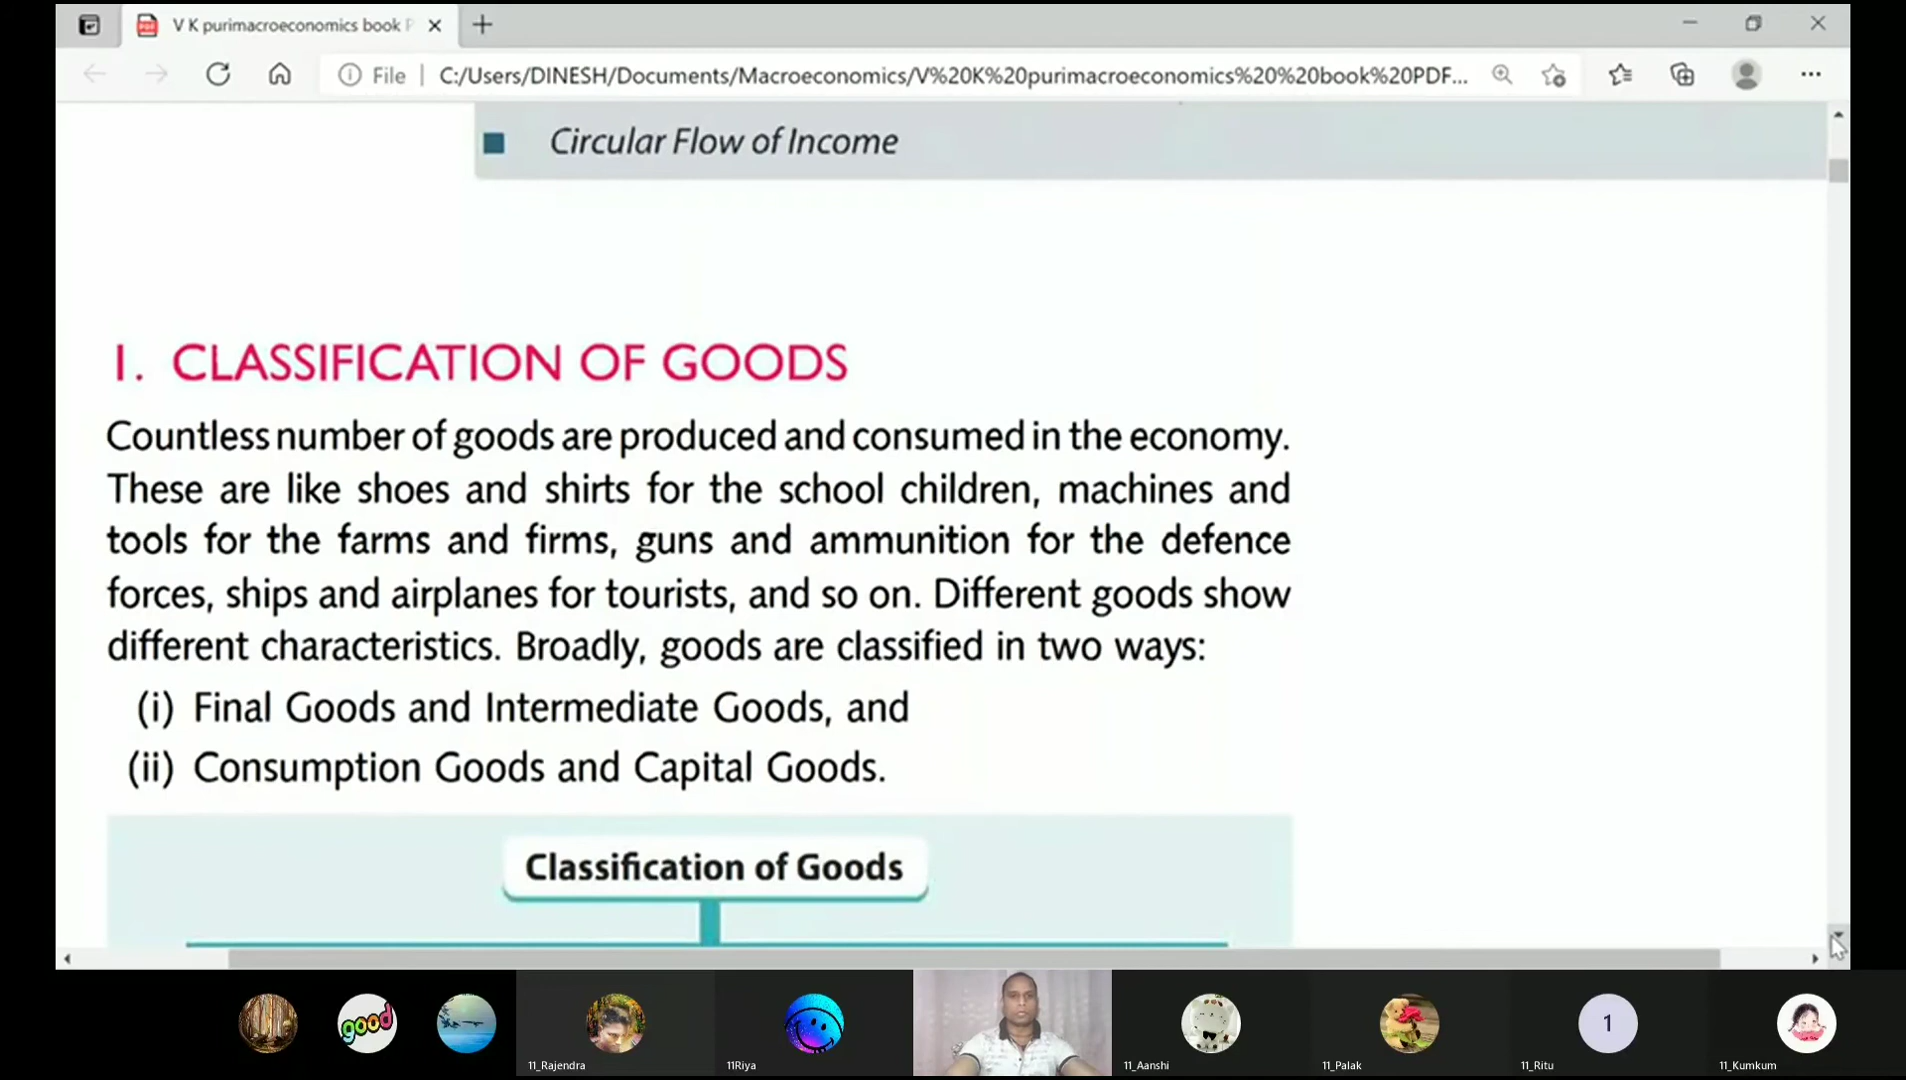 V K purimacroeconomics book P
File | C:/Users/DINESH/Documents/Macroeconomics/V%20K%20purimacroeconomics%20%20book%20PDF...
Circular Flow of Income
1. CLASSIFICATION OF GOODS
Countless number of goods are produced and consumed in the economy.
These are like shoes and shirts for the school children, machines and
tools for the farms and firms, guns and ammunition for the defence
forces, ships and airplanes for tourists, and so on. Different goods show
different characteristics. Broadly, goods are classified in two ways:
(i) Final Goods and Intermediate Goods, and
(ii) Consumption Goods and Capital Goods.
Classification of Goods
good
1
11_Rajendra
11Riya
11_Aanshi
11_Palak
11_Ritu
11_Kumkum